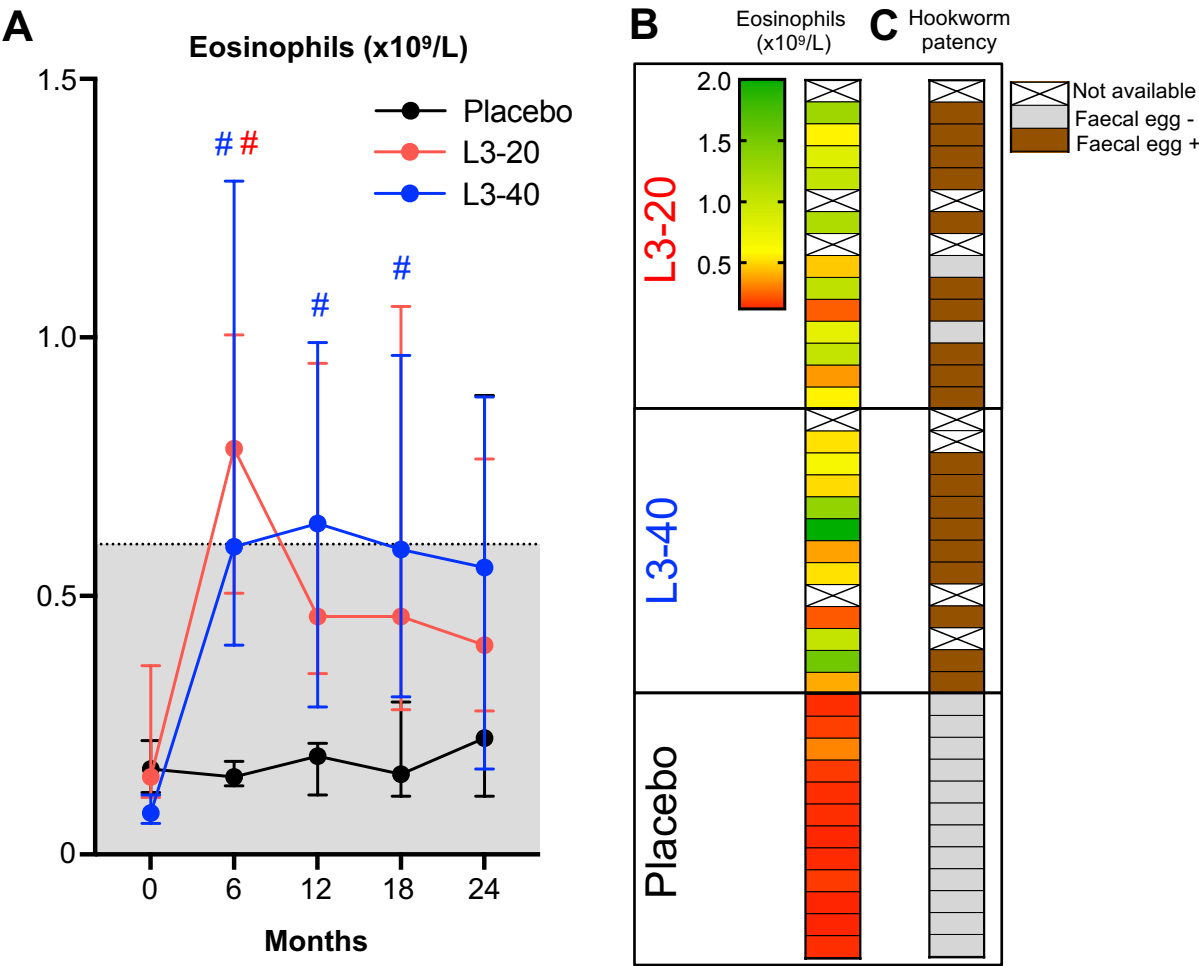 A
Eosinophils (x10⁹/L)
1.5
1.0
0.5
0
Placebo
L3-20
L3-40
# #
#
#
0 6 12 18 24
Months
B
Eosinophils
(x10⁹/L)
2.0
1.5
1.0
0.5
L3-20
L3-40
Placebo
C
Hookworm
patency
Not available
Faecal egg -
Faecal egg +